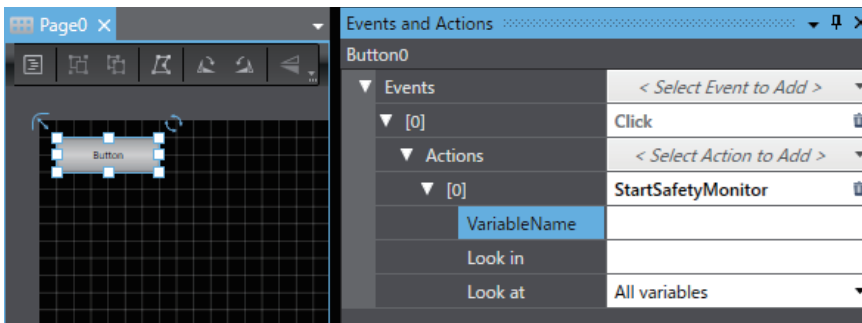 Page0
Button
Events and Actions
Button0
Events < Select Event to Add >
[0] Click
Actions < Select Action to Add >
[0] StartSafetyMonitor
VariableName
Look in
Look at All variables